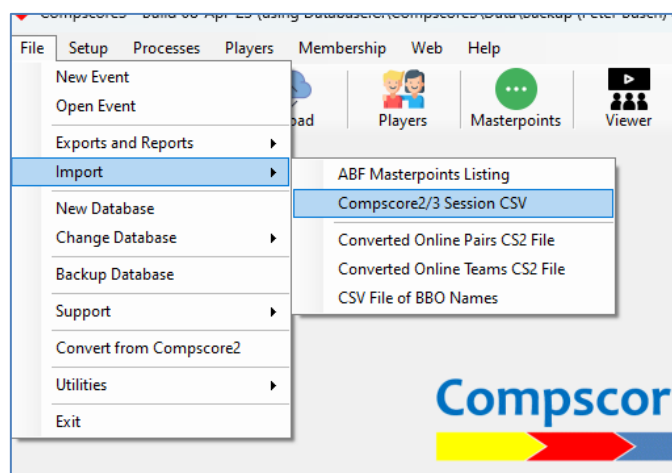 File Setup Processes Players Membership Web Help
New Event
Open Event
Players Masterpoints Viewer
Exports and Reports
Import
ABF Masterpoints Listing
Compscore2/3 Session CSV
New Database
Change Database
Converted Online Pairs CS2 File
Converted Online Teams CS2 File
Backup Database
CSV File of BBO Names
Support
Convert from Compscore2
Utilities
Compscor
Exit